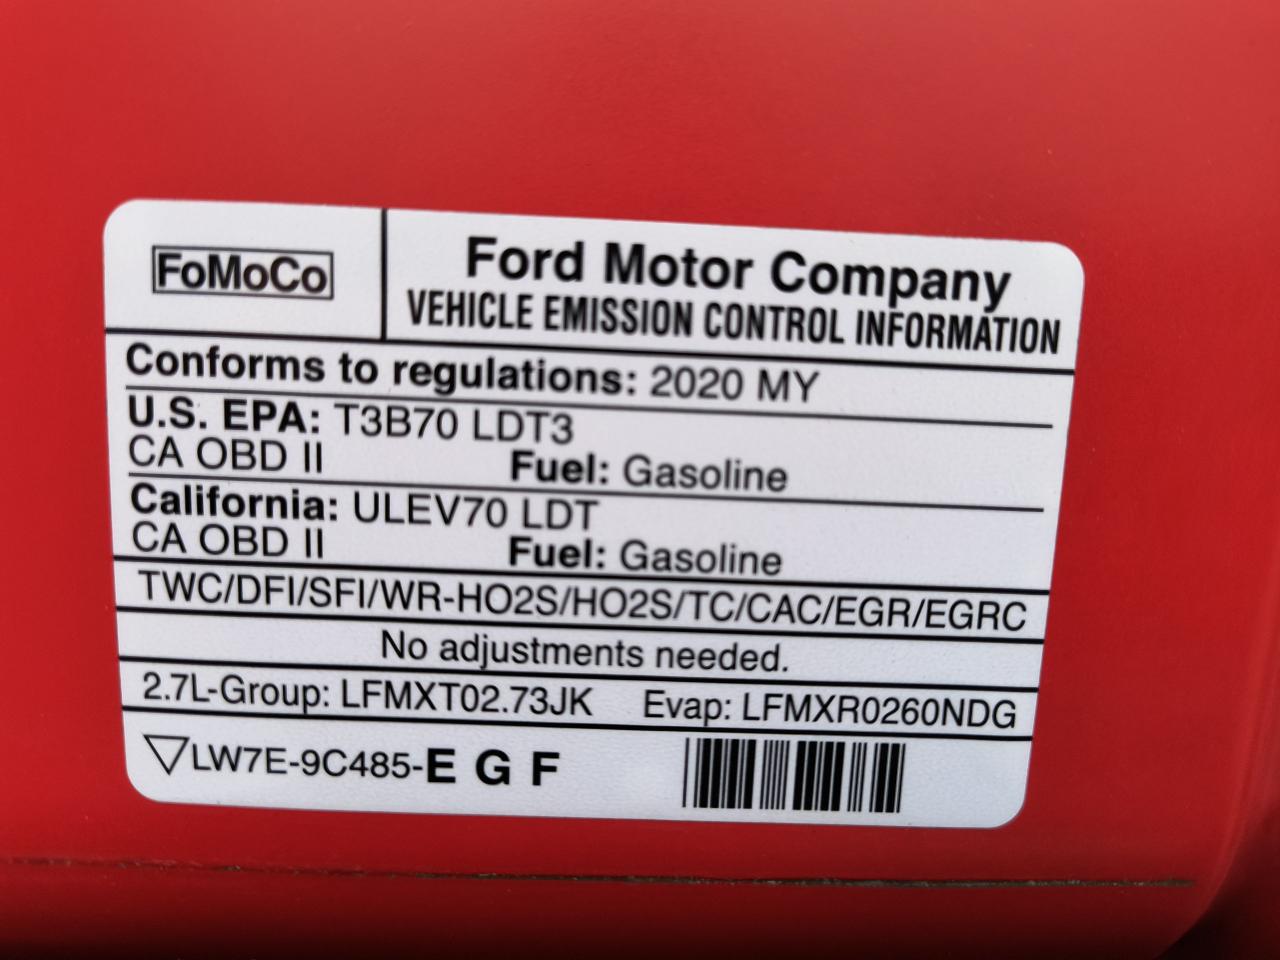 FoMoCo
Ford Motor Company
VEHICLE EMISSION CONTROL INFORMATION
Conforms to regulations: 2020 MY
U.S. EPA: T3B70 LDT3
CA OBD II Fuel: Gasoline
California: ULEV70 LDT
CA OBD II Fuel: Gasoline
TWC/DFI/SFI/WR-HO2S/HO2S/TC/CAC/EGR/EGRC
No adjustments needed.
2.7L-Group: LFMXT02.73JK Evap: LFMXR0260NDG
LW7E-9C485-E G F